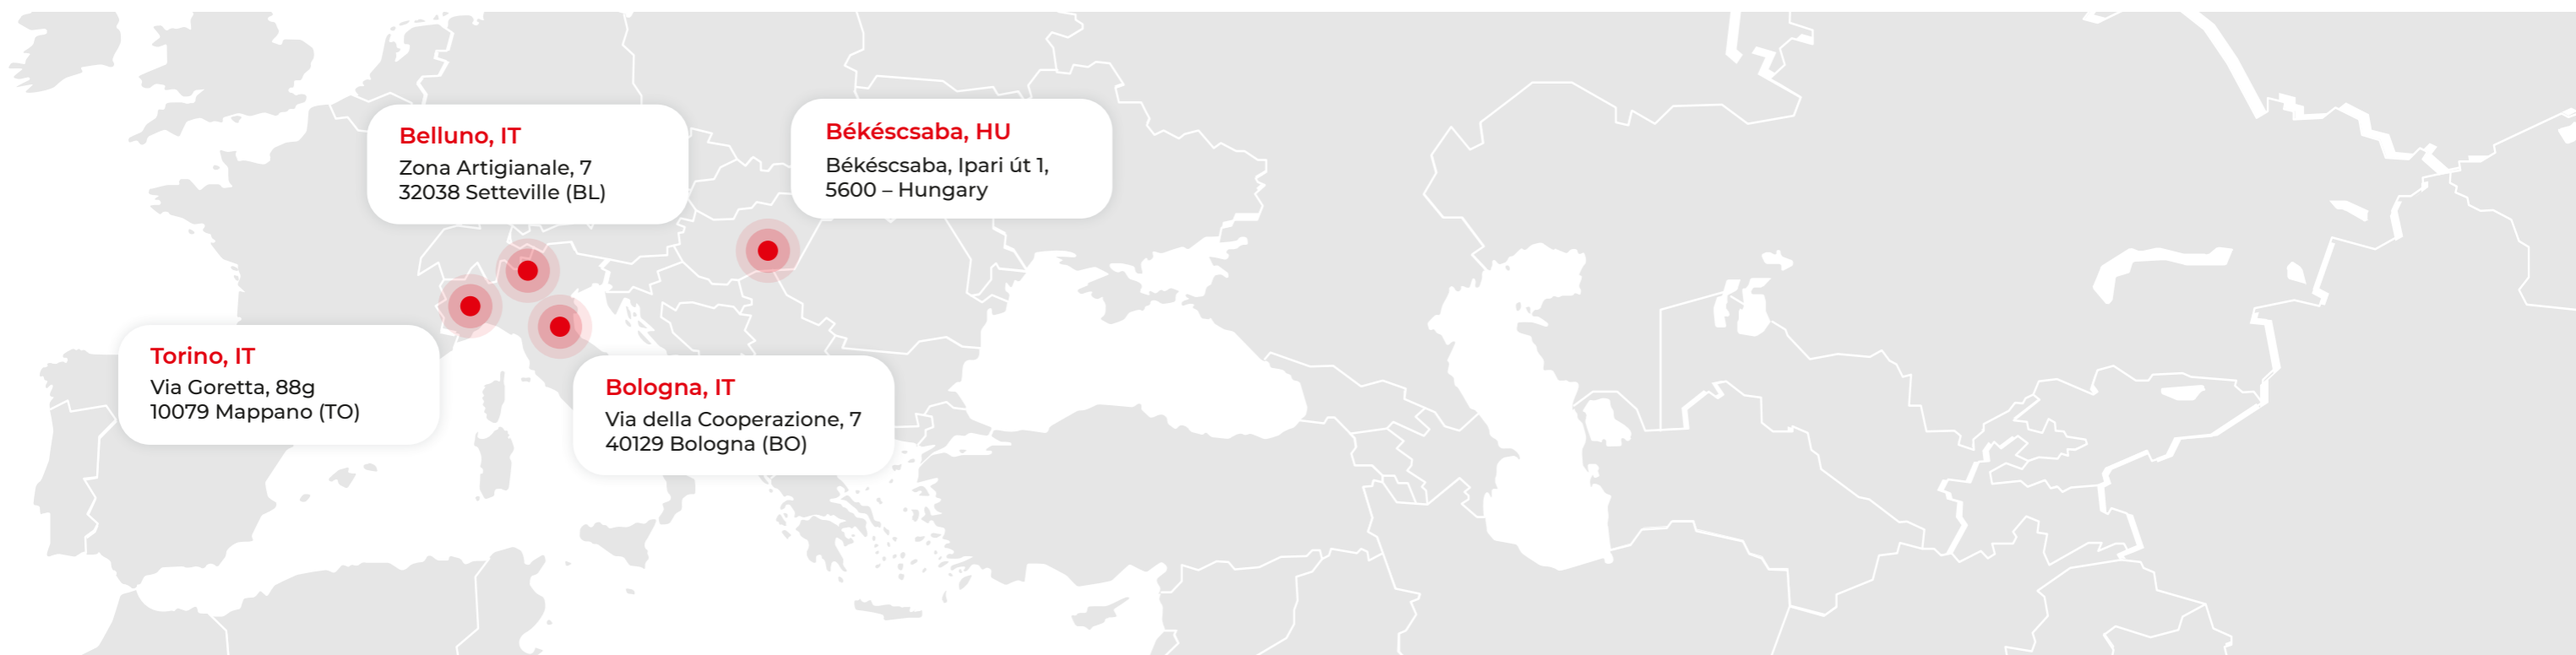 Belluno, IT
Zona Artigianale, 7
32038 Setteville (BL)
Békéscsaba, HU
Békéscsaba, Ipari út 1,
5600 – Hungary
Torino, IT
Via Goretta, 88g
10079 Mappano (TO)
Bologna, IT
Via della Cooperazione, 7
40129 Bologna (BO)